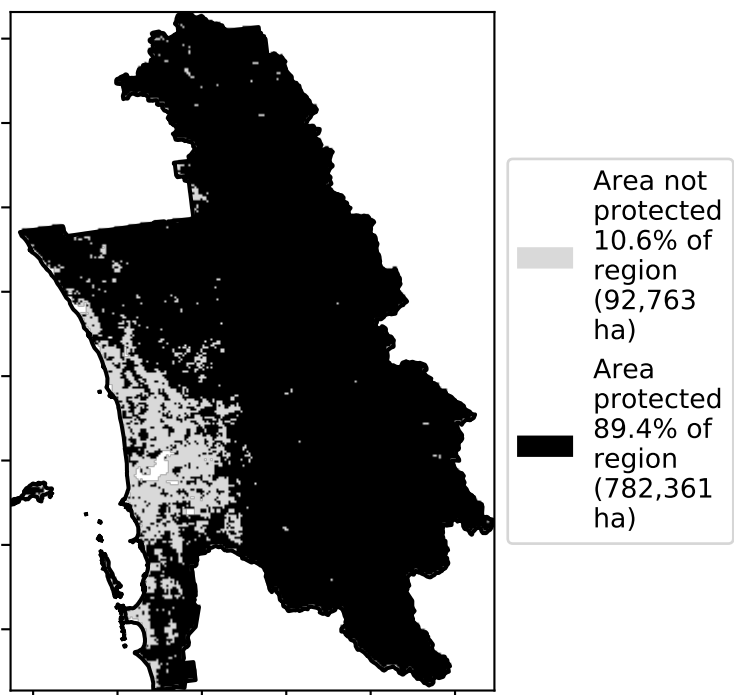 Area not
protected
10.6% of
region
(92,763
ha)
Area
protected
89.4% of
region
(782,361
ha)